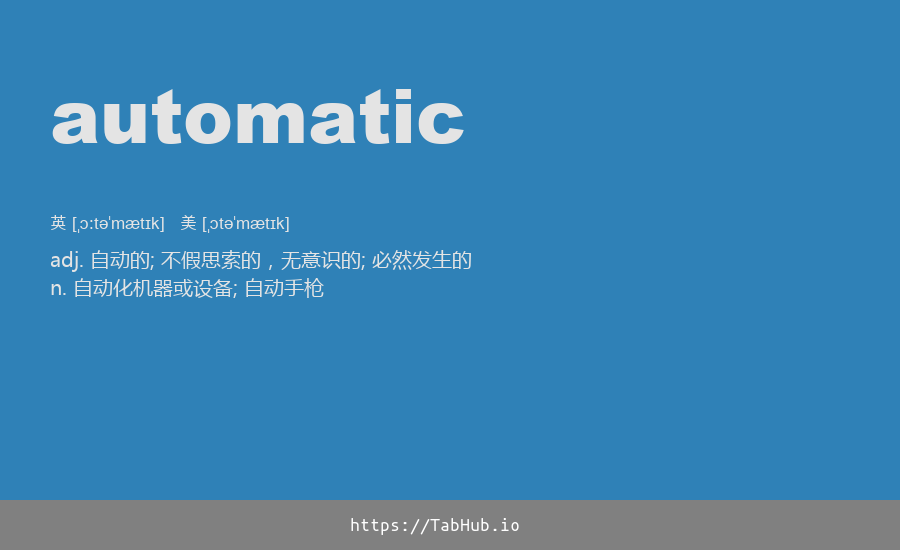 automatic
英 [ˌɔːtəˈmætɪk] 美 [ˌɔtəˈmætɪk]
adj. 自动的; 不假思索的，无意识的; 必然发生的
n. 自动化机器或设备; 自动手枪
https://TabHub.io